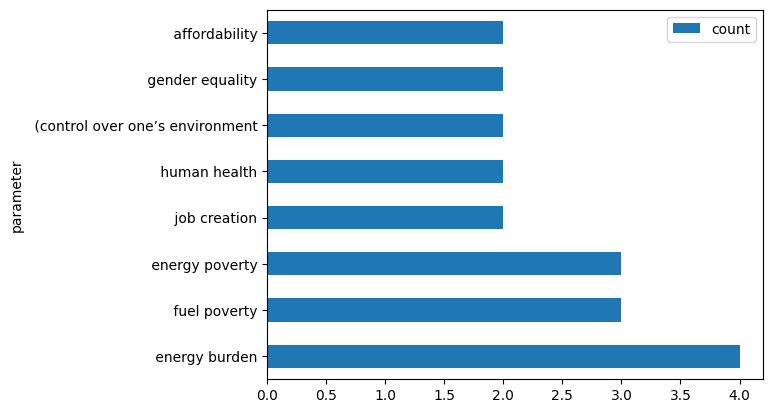 count
affordability
gender equality
(control over one’s environment
human health
job creation
energy poverty
fuel poverty
energy burden
parameter
0.0 0.5 1.0 1.5 2.0 2.5 3.0 3.5 4.0